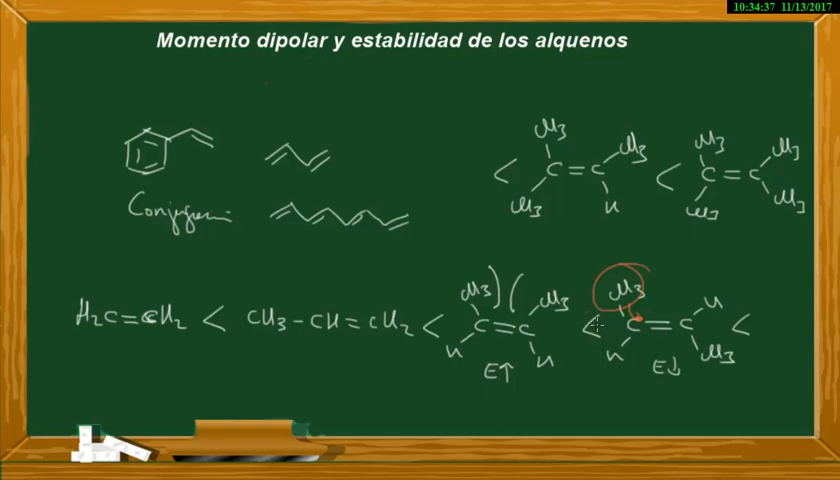 10:34:37 11/13/2017
Momento dipolar y estabilidad de los alquenos
< CH3 CH3 C = C CH3 H < CH3 CH3 C = C CH3 CH3
H2C=CH2 < CH3-CH=CH2 < CH3 H C=C CH3 H < CH3 H C=C H CH3 <
E↑ E↓